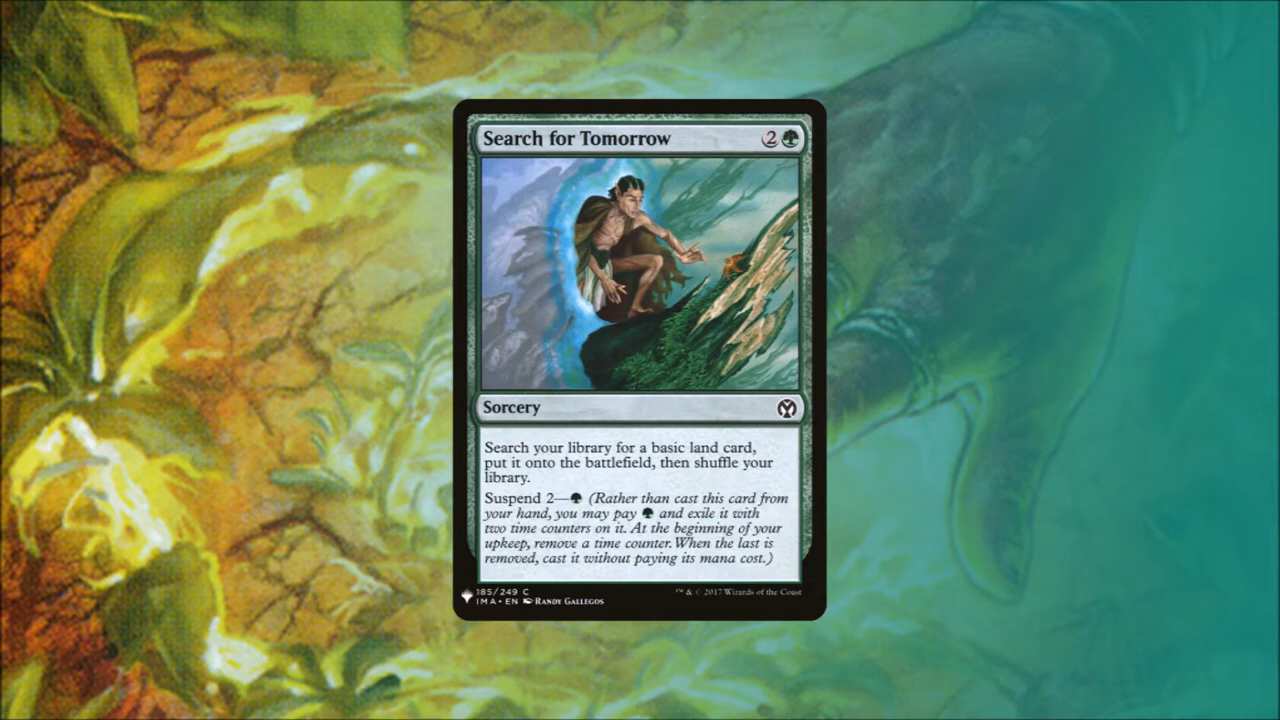 Search for Tomorrow 2
Sorcery
Search your library for a basic land card,
put it onto the battlefield, then shuffle your
library.
Suspend 2— (Rather than cast this card from
your hand, you may pay and exile it with
two time counters on it. At the beginning of your
upkeep, remove a time counter. When the last is
removed, cast it without paying its mana cost.)
185/249 C
IMA • EN Randy Gallegos
™ & © 2017 Wizards of the Coast